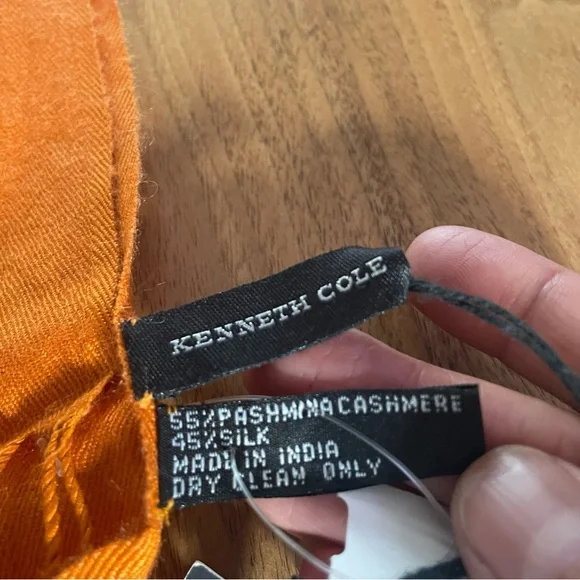 KENNETH COLE
55%PASHMINA CASHMERE
45%SILK
MADE IN INDIA
DRY CLEAN ONLY